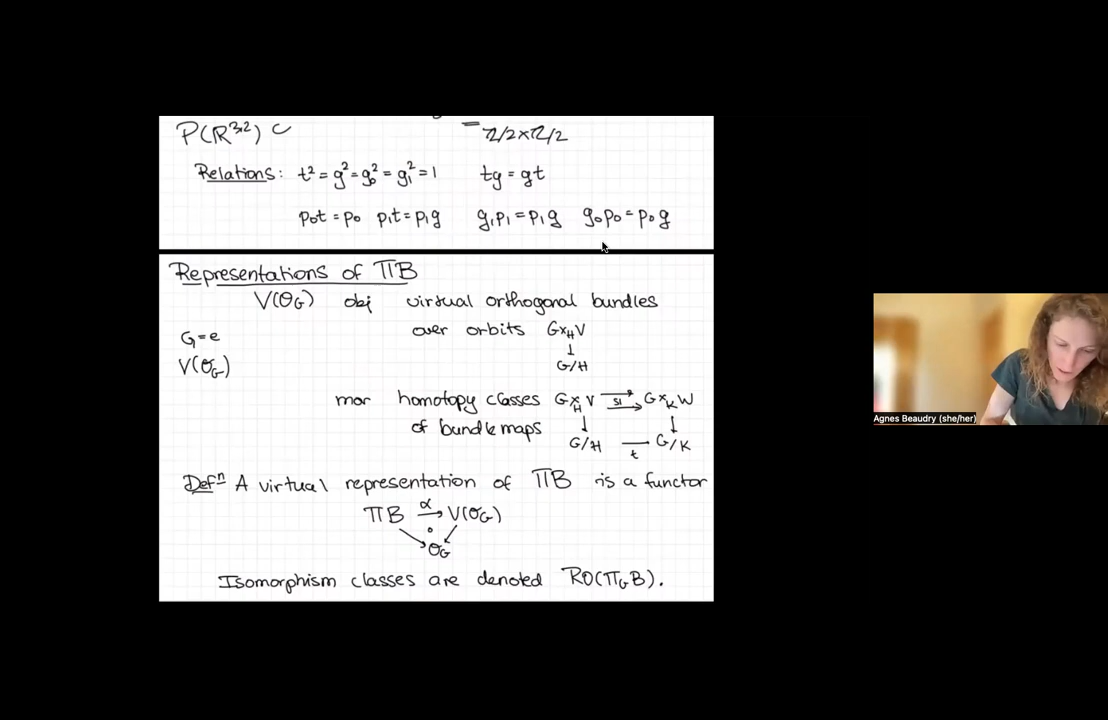 P(ℝ³,²) = ℤ/2×ℤ/2
Relations: t² = g² = g₀² = g₁² = 1 tg = gt
p₀t = p₀ p₁t = p₁g g₁p₁ = p₁g g₀p₀ = p₀g
Representations of ΠB
V(𝒪_G) obj virtual orthogonal bundles
over orbits G×_H V
↓
G/H
G = e
V(𝒪_G)
mor homotopy classes G×_H V → G×_K W
of bundle maps ↓ ↓
G/H →_t G/K
Defⁿ A virtual representation of ΠB is a functor
ΠB →^α V(𝒪_G)
𝒪_G
Isomorphism classes are denoted RO(Π_G B).
Agnes Beaudry (she/her)